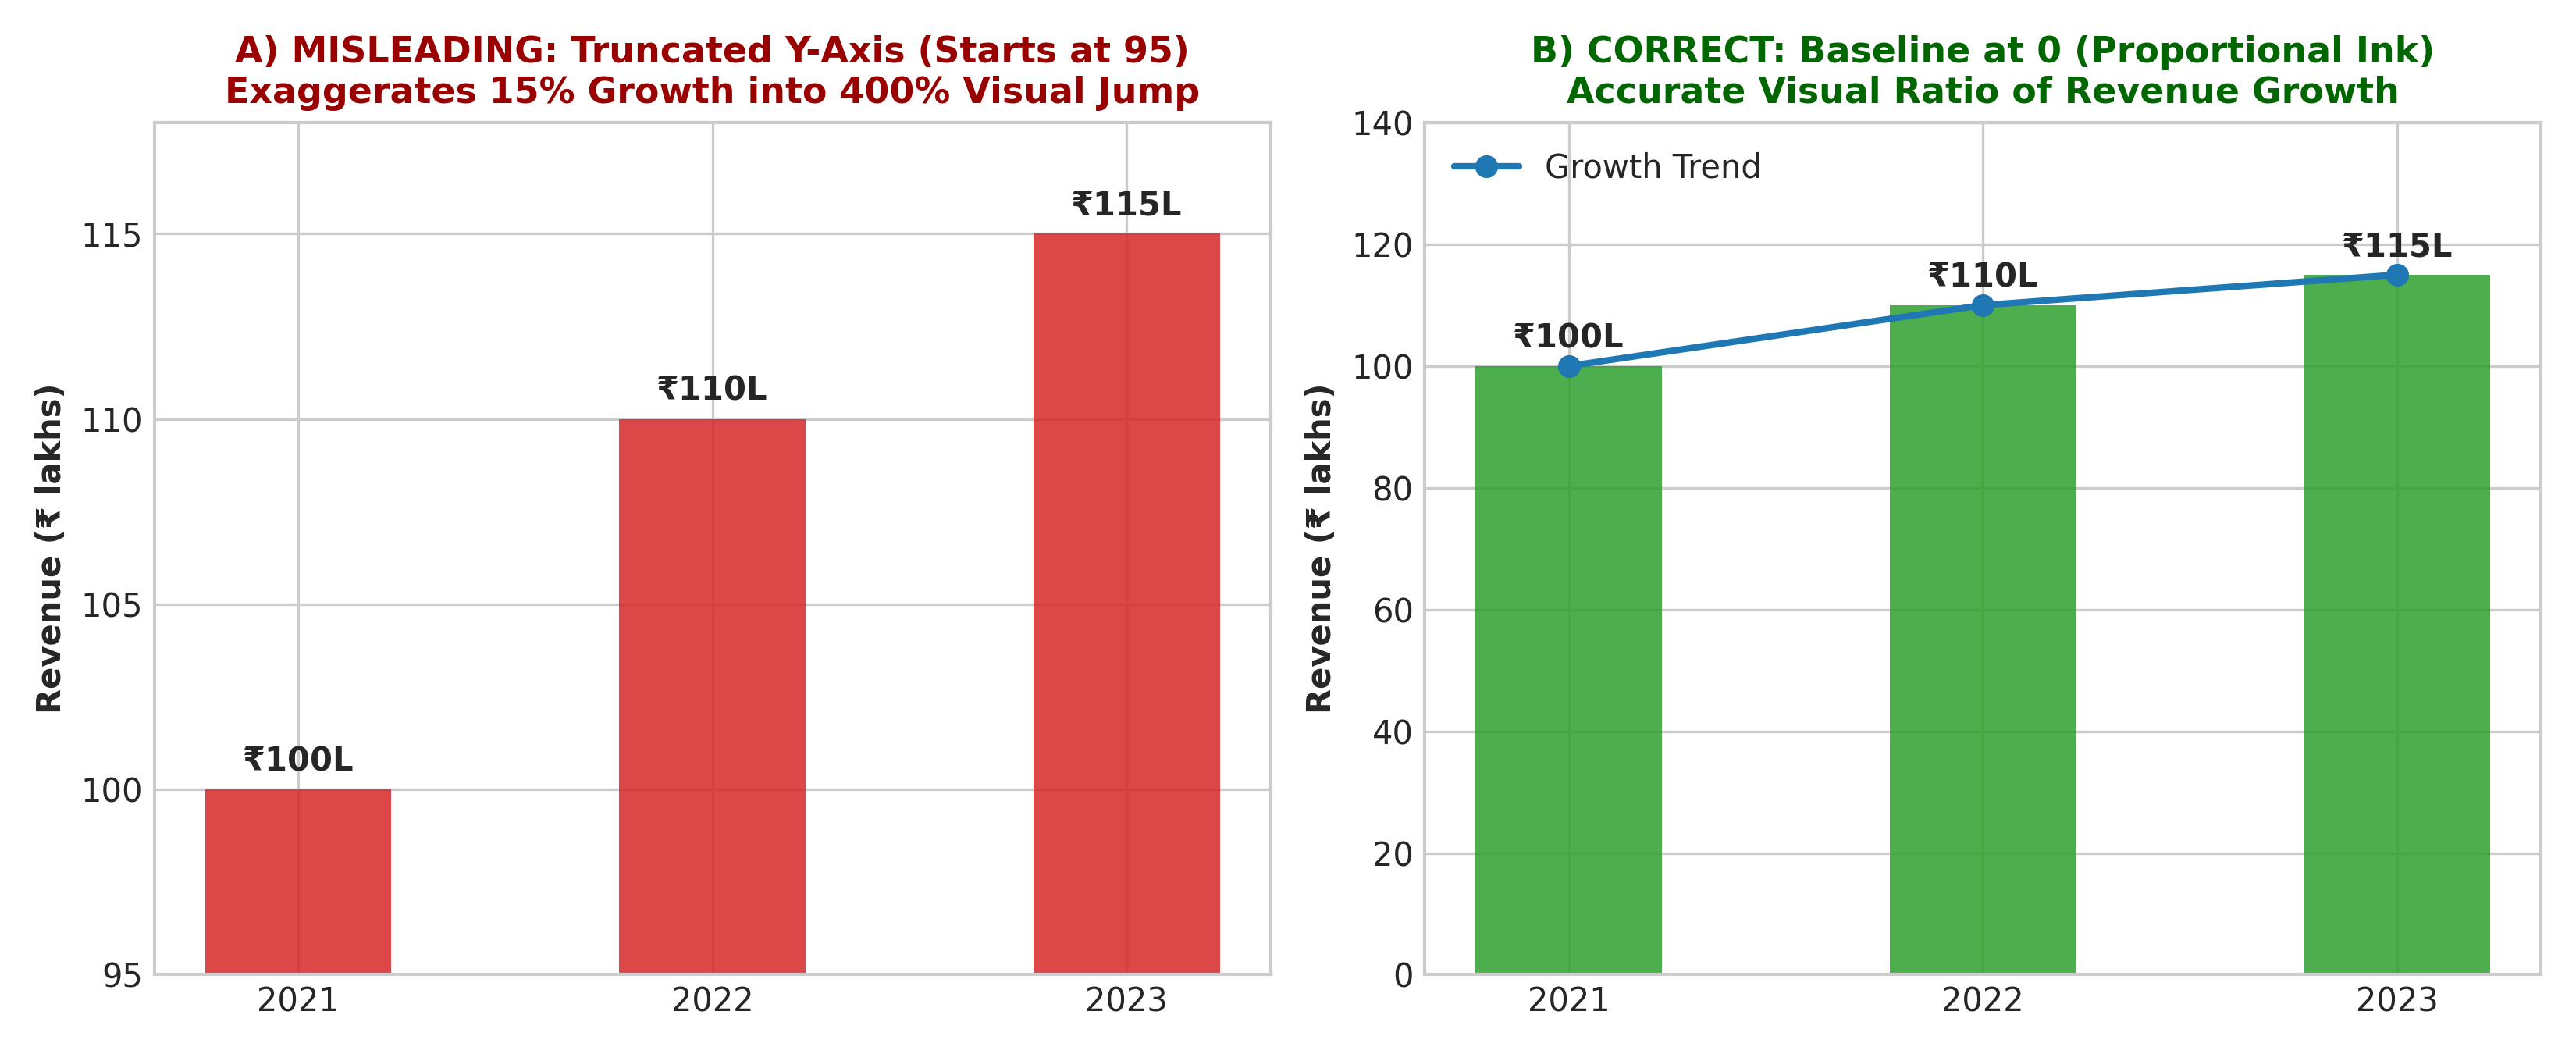 A) MISLEADING: Truncated Y-Axis (Starts at 95)
Exaggerates 15% Growth into 400% Visual Jump
Revenue (₹ lakhs)
115
110
105
100
95
₹100L
₹110L
₹115L
2021
2022
2023
B) CORRECT: Baseline at 0 (Proportional Ink)
Accurate Visual Ratio of Revenue Growth
Growth Trend
Revenue (₹ lakhs)
140
120
100
80
60
40
20
0
₹100L
₹110L
₹115L
2021
2022
2023